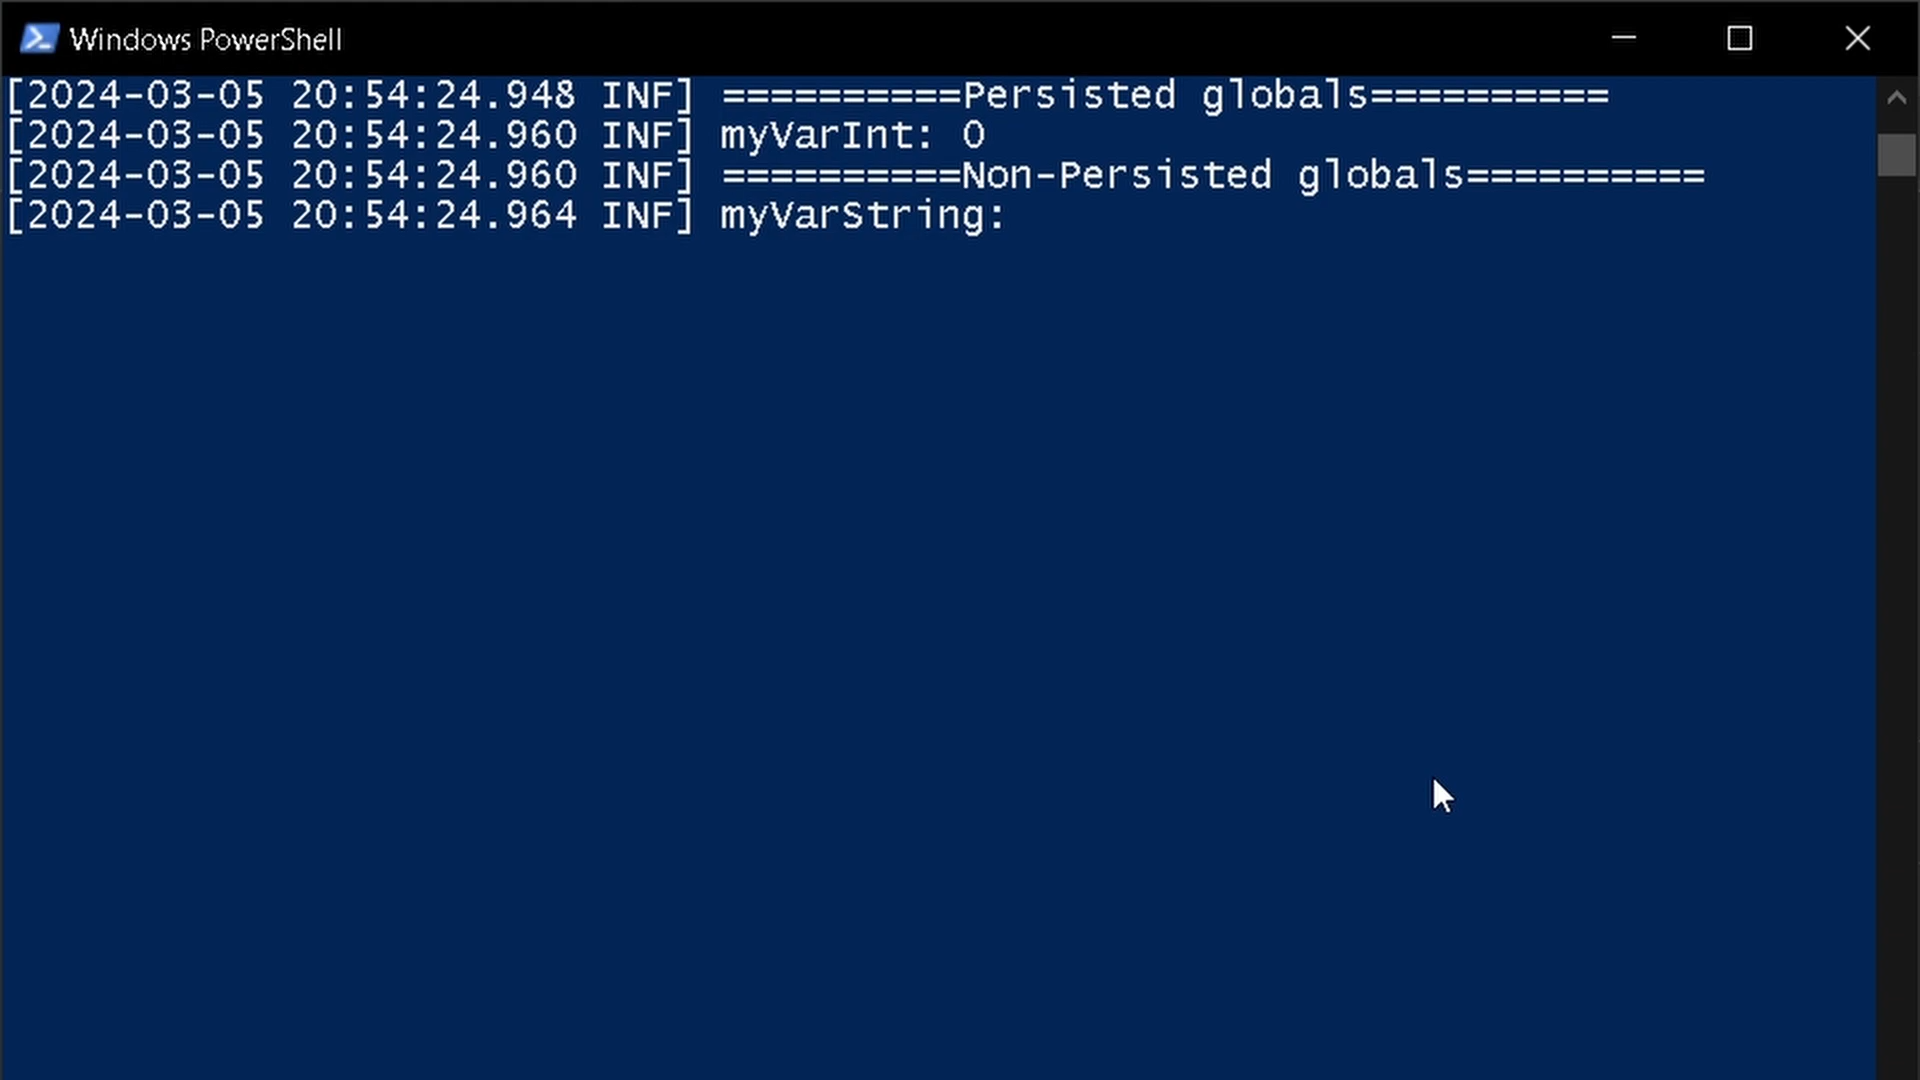 Windows PowerShell
[2024-03-05 20:54:24.948 INF] ==========Persisted globals==========
[2024-03-05 20:54:24.960 INF] myVarInt: 0
[2024-03-05 20:54:24.960 INF] ==========Non-Persisted globals==========
[2024-03-05 20:54:24.964 INF] myVarString: